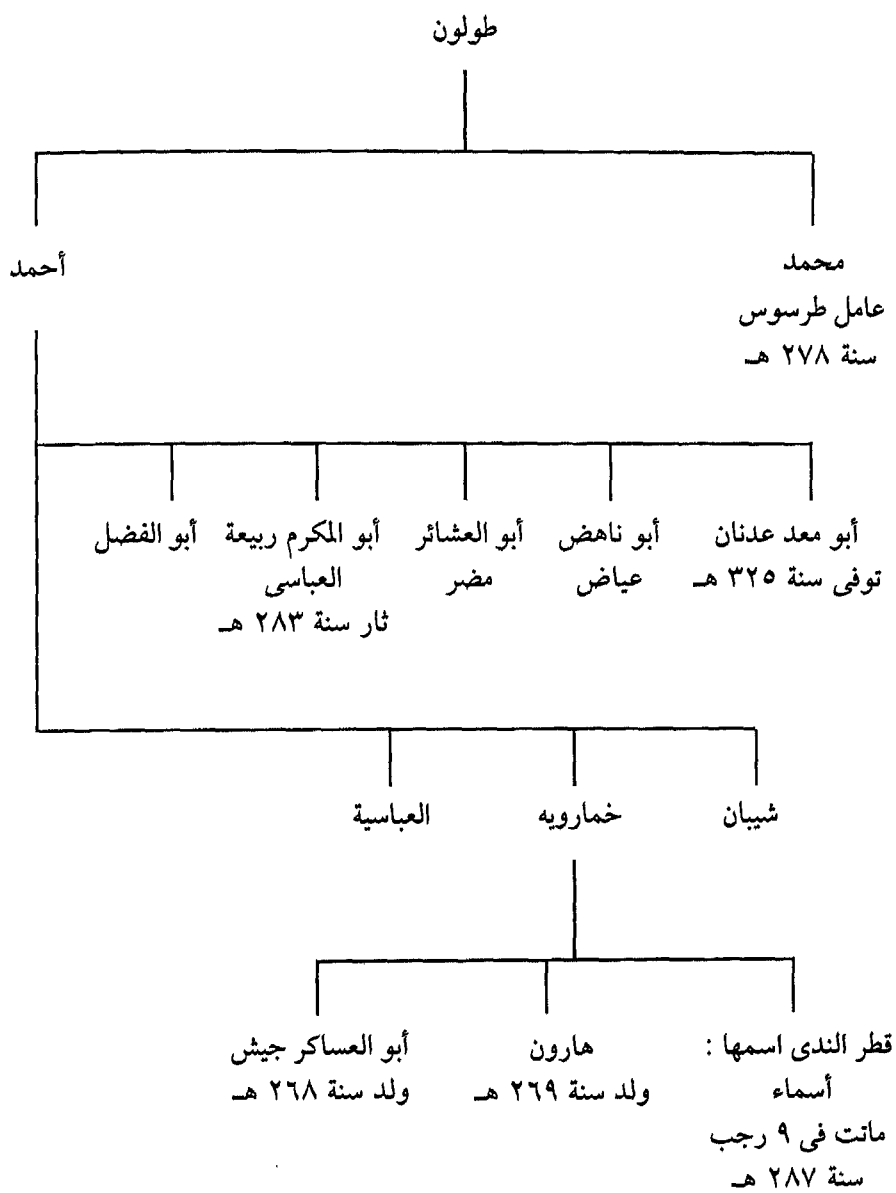 طولون
محمد
عامل طرسوس
سنة ٢٧٨ هـ
أحمد
أبو معد عدنان
توفى سنة ٣٢٥ هـ
أبو ناهض
عياض
أبو العشائر
مضر
أبو المكرم ربيعة
العباسى
ثار سنة ٢٨٣ هـ
أبو الفضل
شيبان
خمارويه
العباسية
قطر الندى اسمها :
أسماء
ماتت فى ٩ رجب
سنة ٢٨٧ هـ
هارون
ولد سنة ٢٦٩ هـ
أبو العساكر جيش
ولد سنة ٢٦٨ هـ